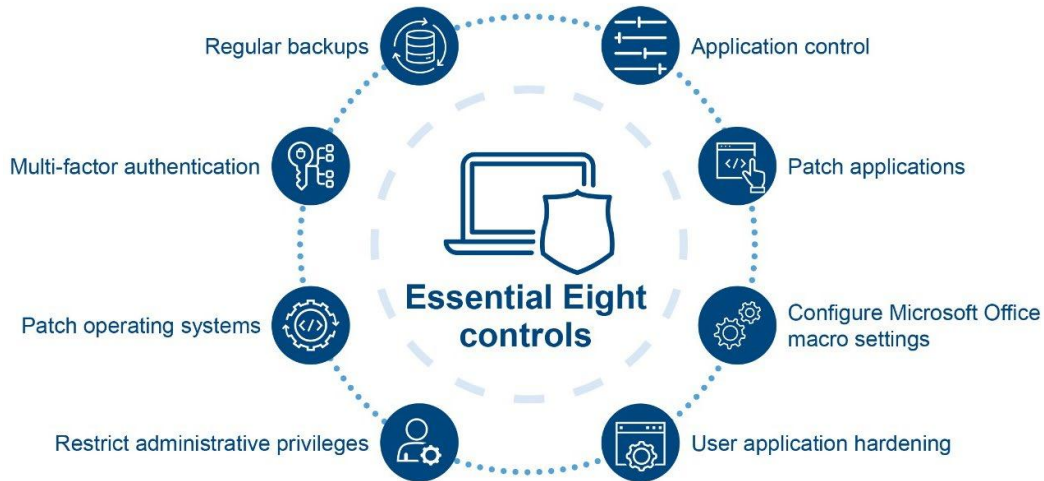 Regular backups
Application control
Multi-factor authentication
Patch applications
Essential Eight
controls
Patch operating systems
Configure Microsoft Office
macro settings
Restrict administrative privileges
User application hardening